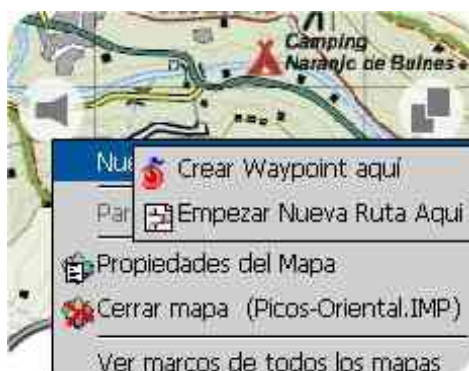 Camping
Naranjo de Bulnes
Crear Waypoint aquí
Empezar Nueva Ruta Aqui
Propiedades del Mapa
Cerrar mapa (Picos-Oriental.IMP)
Ver marcos de todos los mapas